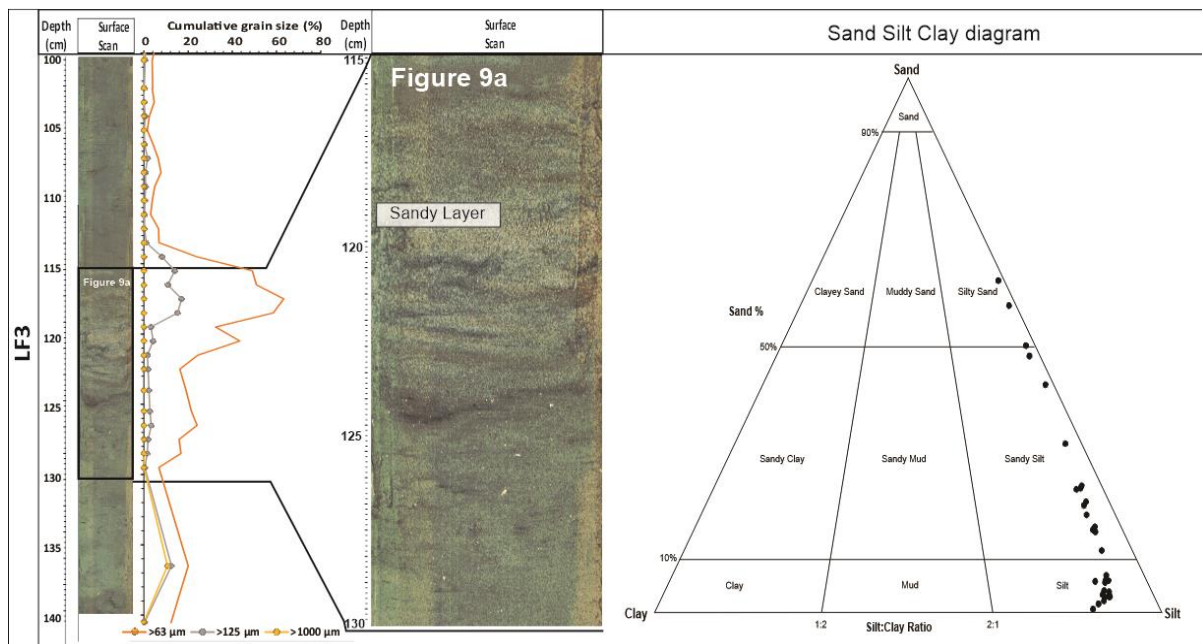 Depth
(cm)
Surface
Scan
Cumulative grain size (%)
0
20
40
60
80
Depth
(cm)
Surface
Scan
Sand Silt Clay diagram
LF3
100
105
110
115
120
125
130
135
140
Figure 9a
>63 µm
>125 µm
>1000 µm
115
120
125
130
Figure 9a
Sandy Layer
Sand
Sand
90%
Clayey Sand
Muddy Sand
Silty Sand
Sand %
50%
Sandy Clay
Sandy Mud
Sandy Silt
10%
Clay
Mud
Silt
Clay
Silt
1:2
Silt:Clay Ratio
2:1